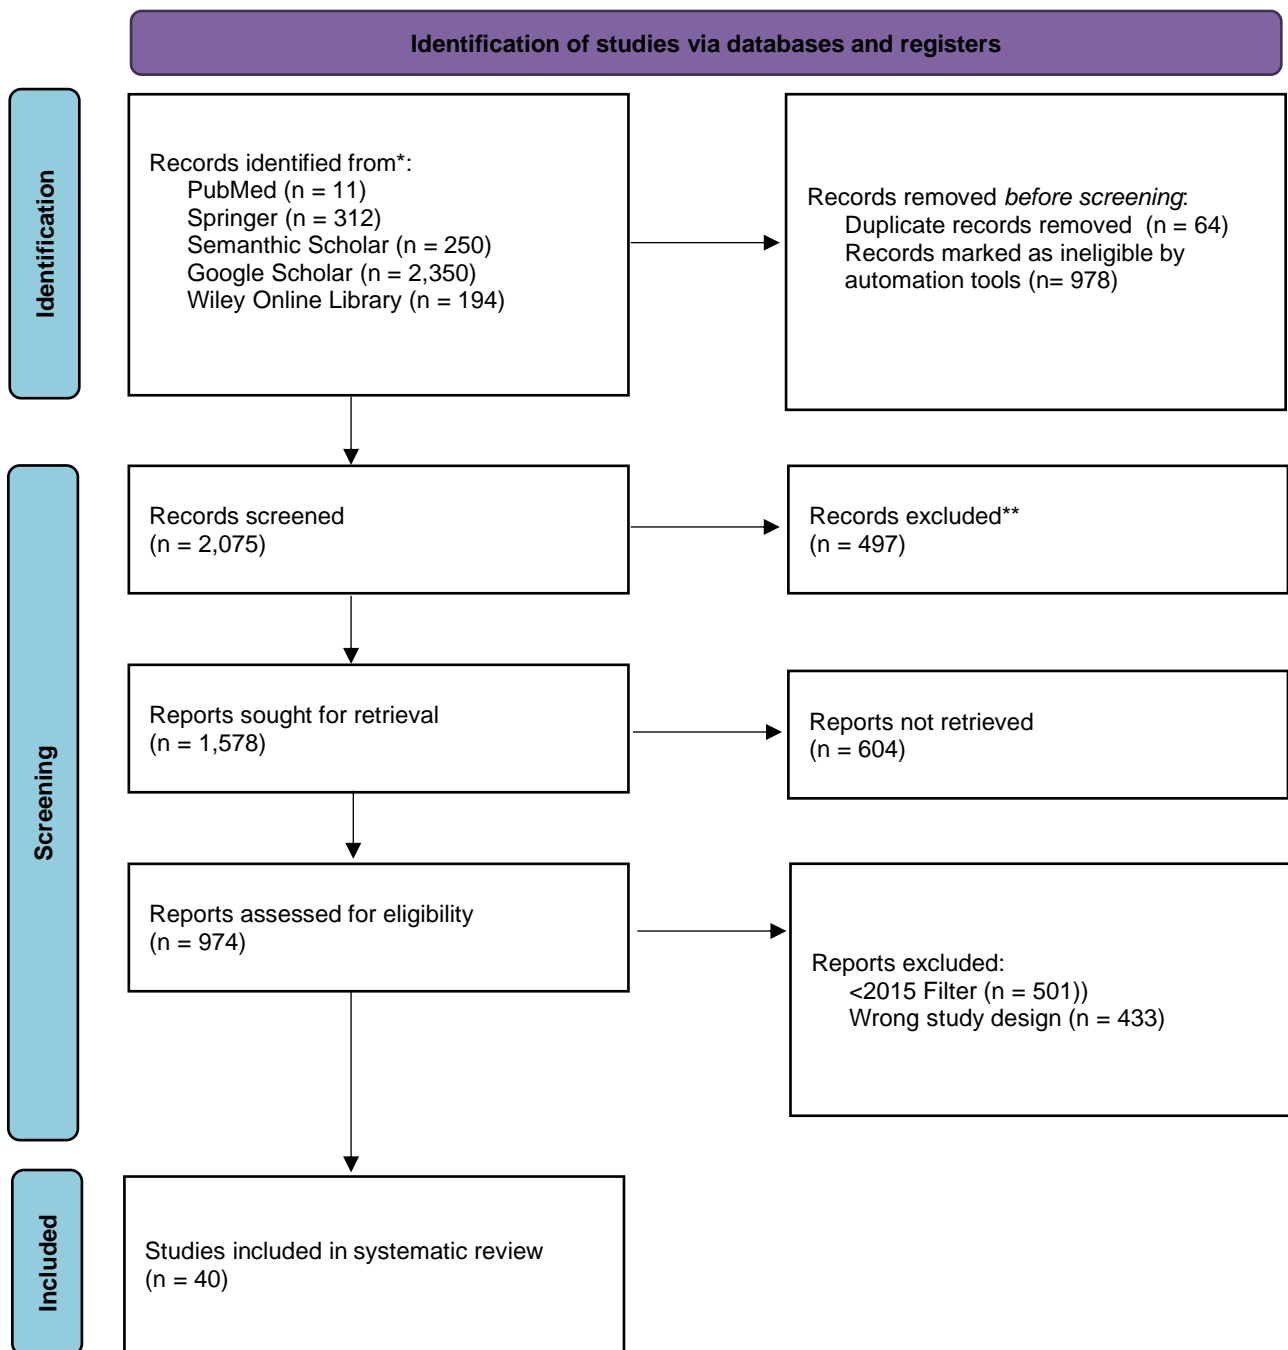 Identification of studies via databases and registers
Identification
Records identified from*:
PubMed (n = 11)
Springer (n = 312)
Semanthic Scholar (n = 250)
Google Scholar (n = 2,350)
Wiley Online Library (n = 194)
Records removed before screening:
Duplicate records removed  (n = 64)
Records marked as ineligible by
automation tools (n= 978)
Screening
Records screened
(n = 2,075)
Records excluded**
(n = 497)
Reports sought for retrieval
(n = 1,578)
Reports not retrieved
(n = 604)
Reports assessed for eligibility
(n = 974)
Reports excluded:
<2015 Filter (n = 501))
Wrong study design (n = 433)
Included
Studies included in systematic review
(n = 40)